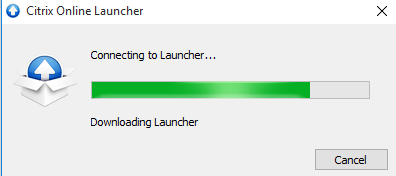 Citrix Online Launcher
Connecting to Launcher...
Downloading Launcher
Cancel